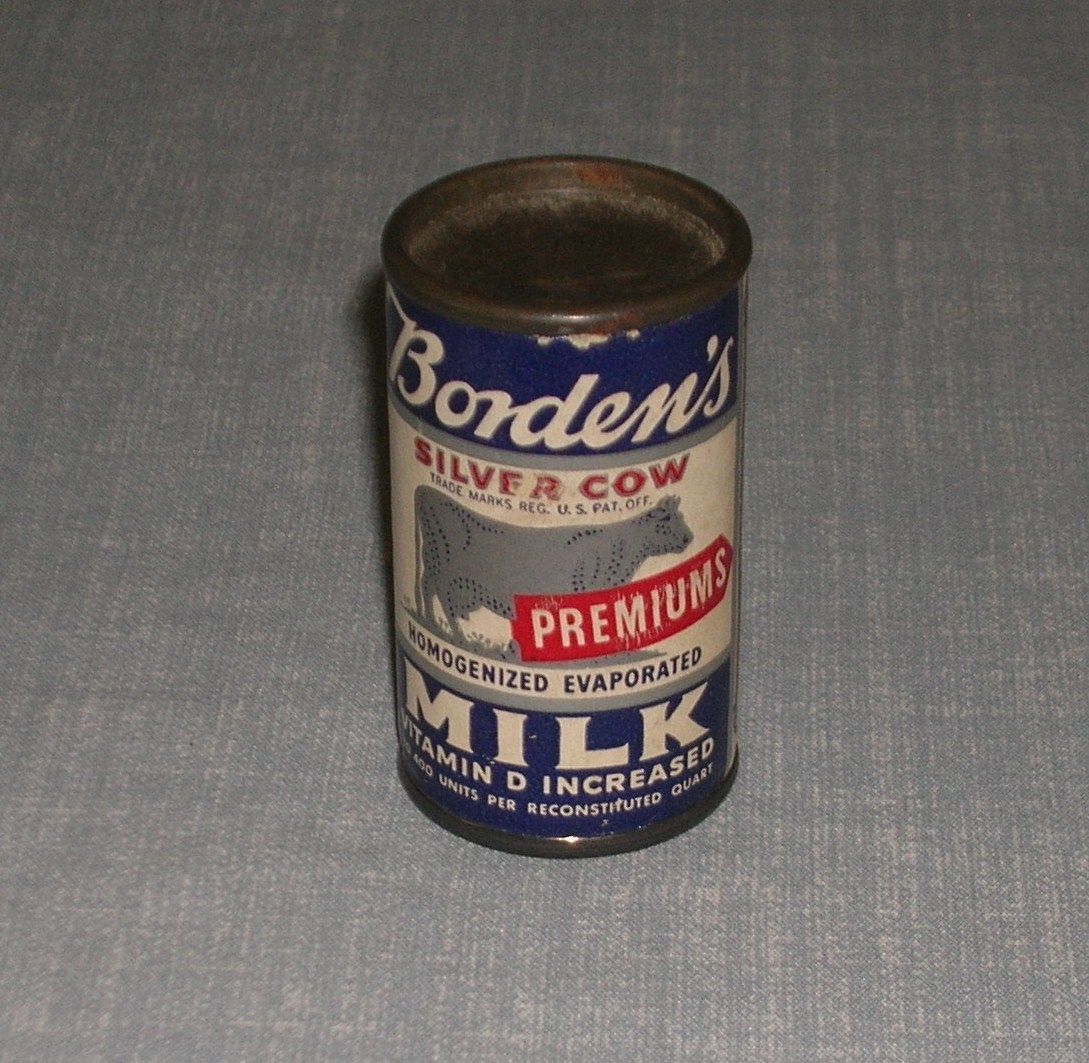 Borden's
SILVER COW
TRADE MARKS REG. U. S. PAT. OFF.
PREMIUMS
HOMOGENIZED EVAPORATED
MILK
VITAMIN D INCREASED
400 UNITS PER RECONSTITUTED QUART